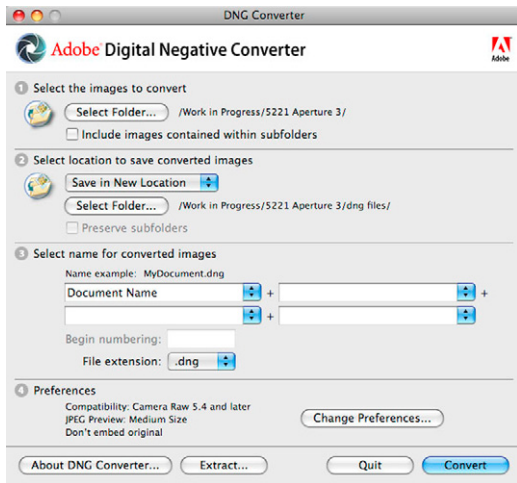 DNG Converter
Adobe Digital Negative Converter
Adobe
1 Select the images to convert
Select Folder... /Work in Progress/5221 Aperture 3/
Include images contained within subfolders
2 Select location to save converted images
Save in New Location
Select Folder... /Work in Progress/5221 Aperture 3/dng files/
Preserve subfolders
3 Select name for converted images
Name example: MyDocument.dng
Document Name + +
+
Begin numbering:
File extension: .dng
4 Preferences
Compatibility: Camera Raw 5.4 and later
JPEG Preview: Medium Size
Don't embed original
Change Preferences...
About DNG Converter... Extract... Quit Convert